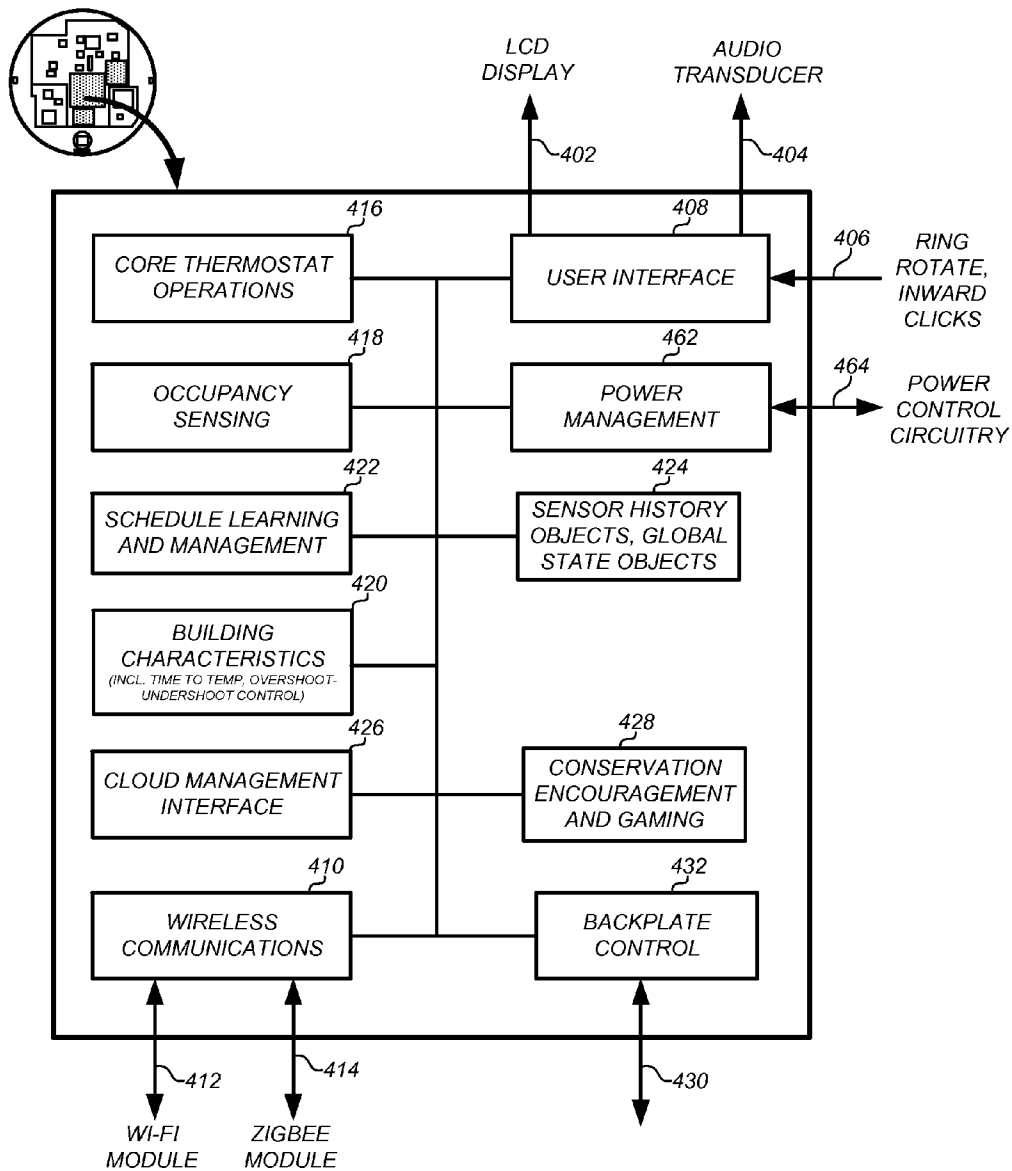 LCD
DISPLAY
AUDIO
TRANSDUCER
402
404
416
CORE THERMOSTAT
OPERATIONS
408
USER INTERFACE
406
RING
ROTATE,
INWARD
CLICKS
418
OCCUPANCY
SENSING
462
POWER
MANAGEMENT
464
POWER
CONTROL
CIRCUITRY
422
SCHEDULE LEARNING
AND MANAGEMENT
424
SENSOR HISTORY
OBJECTS, GLOBAL
STATE OBJECTS
420
BUILDING
CHARACTERISTICS
(INCL. TIME TO TEMP, OVERSHOOT-
UNDERSHOOT CONTROL)
426
CLOUD MANAGEMENT
INTERFACE
428
CONSERVATION
ENCOURAGEMENT
AND GAMING
410
WIRELESS
COMMUNICATIONS
432
BACKPLATE
CONTROL
412
414
430
WI-FI
MODULE
ZIGBEE
MODULE